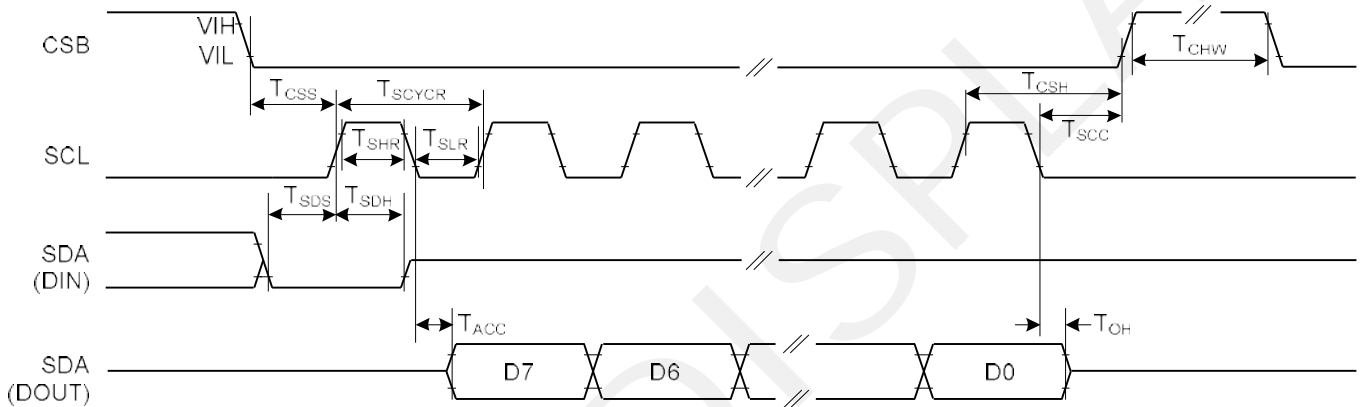 CSB
VIH
VIL
TCHW
TCSS
TSCYCR
TCSH
TSCC
SCL
TSHR
TSLR
TSDS
TSDH
SDA
(DIN)
TACC
TOH
SDA
(DOUT)
D7
D6
D0
DISPLA